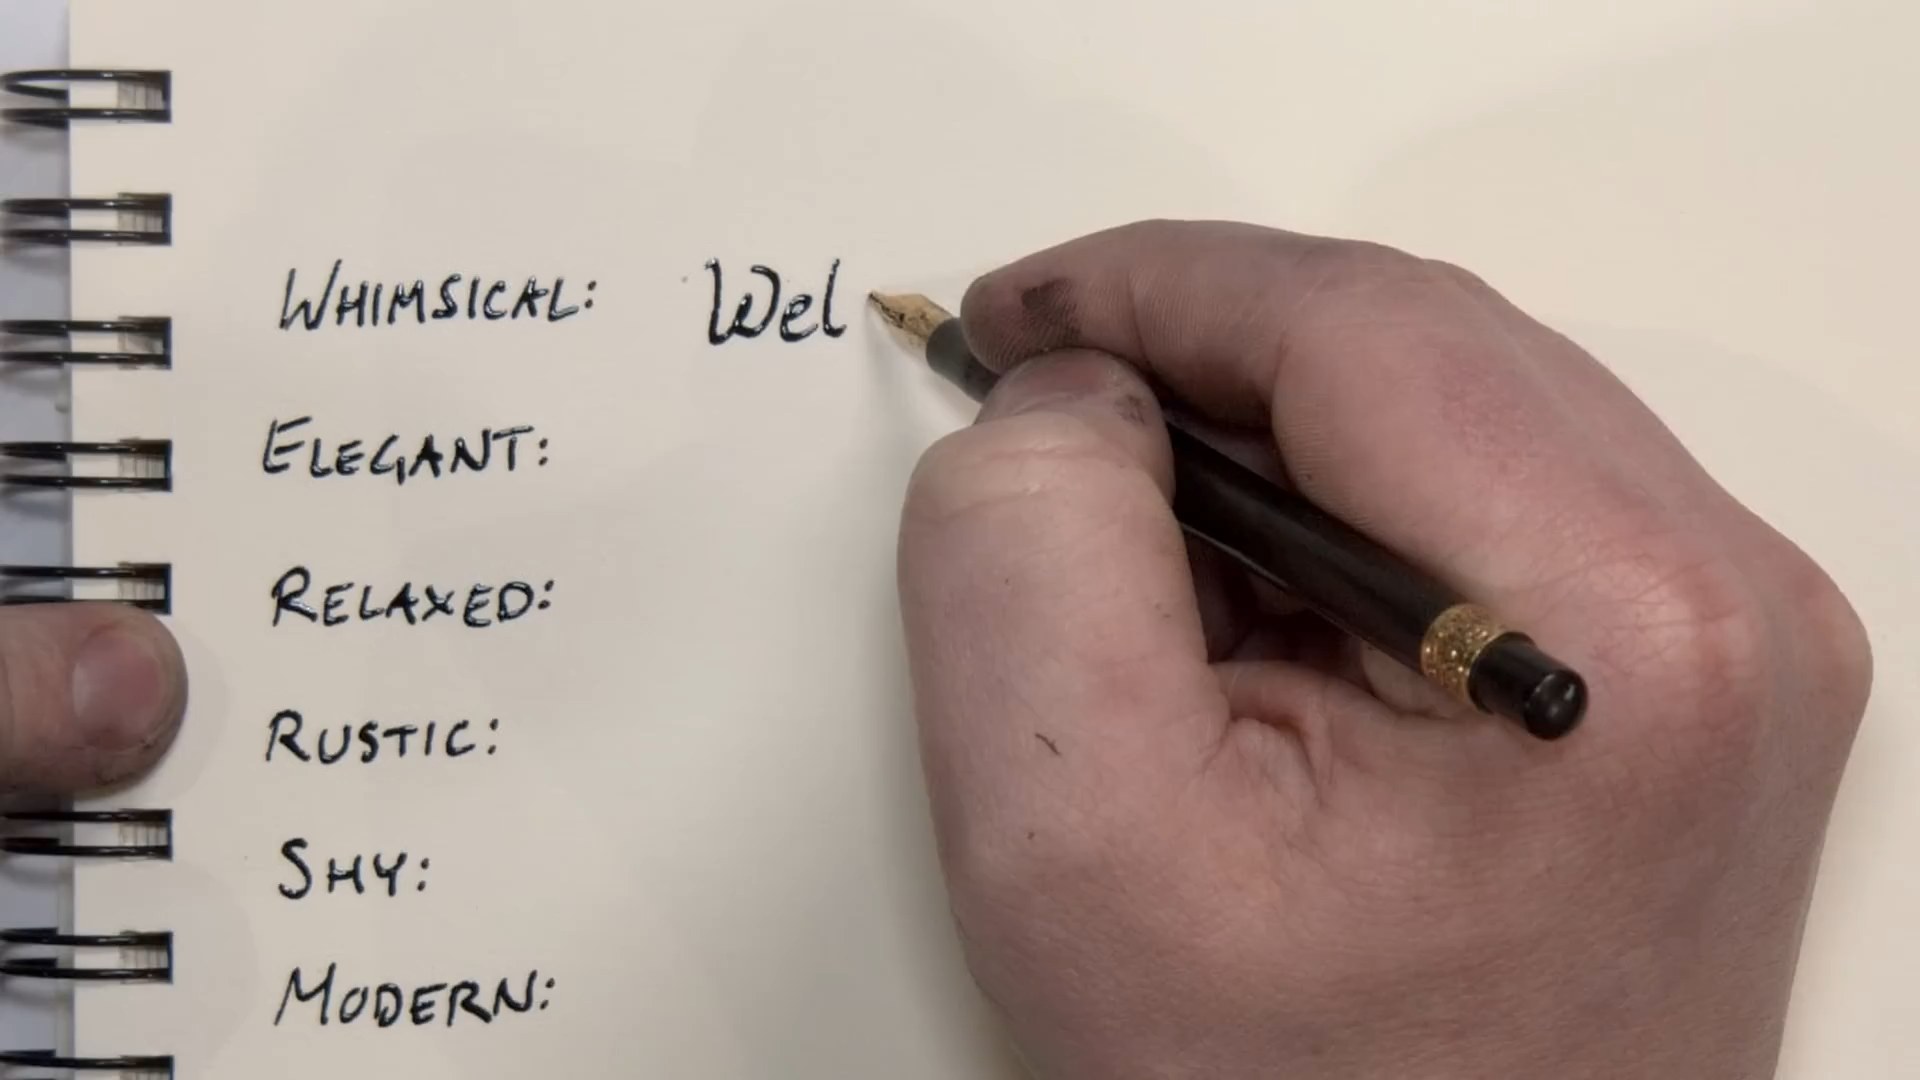 WHIMSICAL: Wel
ELEGANT:
RELAXED:
RUSTIC:
SHY:
MODERN: